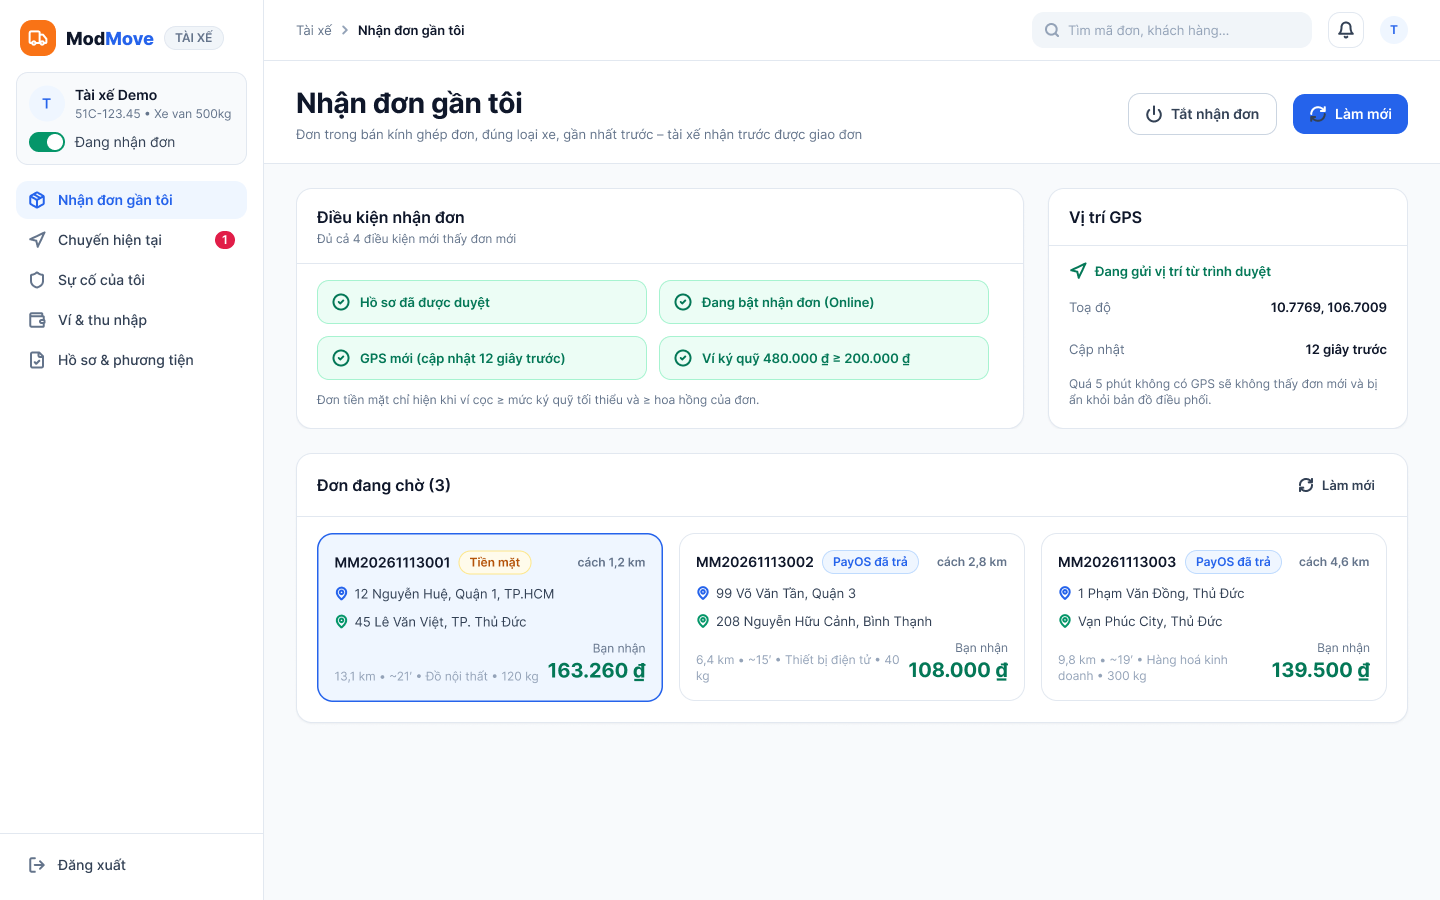 ModMove TÀI XẾ
T
Tài xế Demo
51C-123.45 • Xe van 500kg
Đang nhận đơn
Nhận đơn gần tôi
Chuyến hiện tại 1
Sự cố của tôi
Ví & thu nhập
Hồ sơ & phương tiện
Đăng xuất
Tài xế > Nhận đơn gần tôi
Tìm mã đơn, khách hàng...
T
Nhận đơn gần tôi
Đơn trong bán kính ghép đơn, đúng loại xe, gần nhất trước – tài xế nhận trước được giao đơn
Tắt nhận đơn
Làm mới
Điều kiện nhận đơn
Đủ cả 4 điều kiện mới thấy đơn mới
Hồ sơ đã được duyệt
Đang bật nhận đơn (Online)
GPS mới (cập nhật 12 giây trước)
Ví ký quỹ 480.000 ₫ ≥ 200.000 ₫
Đơn tiền mặt chỉ hiện khi ví cọc ≥ mức ký quỹ tối thiểu và ≥ hoa hồng của đơn.
Vị trí GPS
Đang gửi vị trí từ trình duyệt
Toạ độ 10.7769, 106.7009
Cập nhật 12 giây trước
Quá 5 phút không có GPS sẽ không thấy đơn mới và bị
ẩn khỏi bản đồ điều phối.
Đơn đang chờ (3)
Làm mới
MM20261113001 Tiền mặt cách 1,2 km
12 Nguyễn Huệ, Quận 1, TP.HCM
45 Lê Văn Việt, TP. Thủ Đức
Bạn nhận
13,1 km • ~21' • Đồ nội thất • 120 kg 163.260 ₫
MM20261113002 PayOS đã trả cách 2,8 km
99 Võ Văn Tần, Quận 3
208 Nguyễn Hữu Cảnh, Bình Thạnh
Bạn nhận
6,4 km • ~15' • Thiết bị điện tử • 40
kg
108.000 ₫
MM20261113003 PayOS đã trả cách 4,6 km
1 Phạm Văn Đồng, Thủ Đức
Vạn Phúc City, Thủ Đức
Bạn nhận
9,8 km • ~19' • Hàng hoá kinh
doanh • 300 kg
139.500 ₫